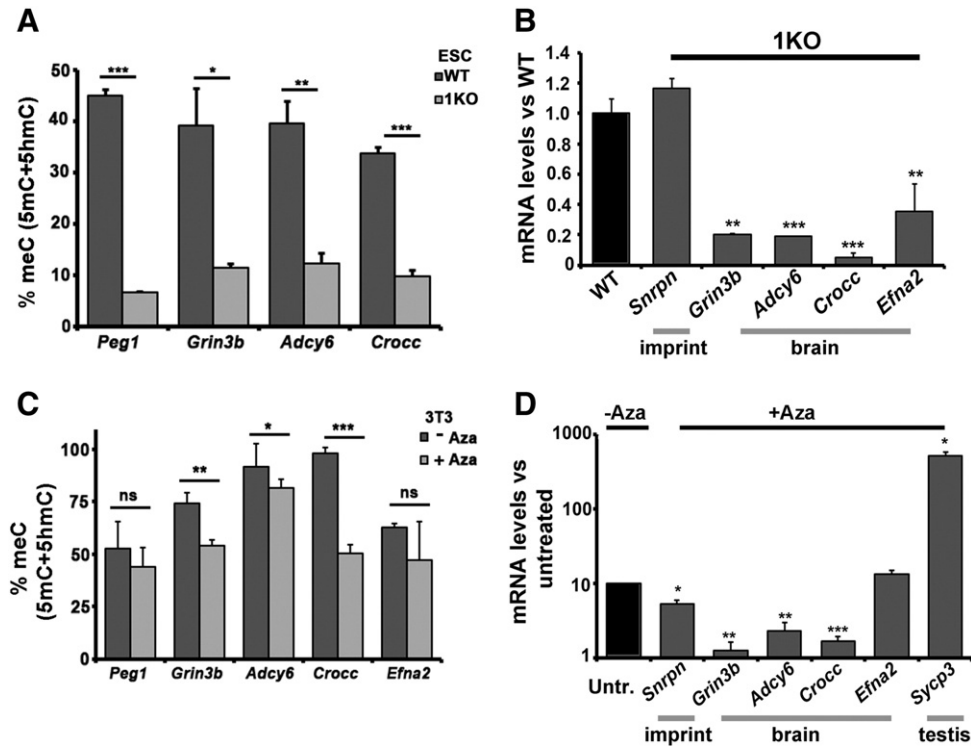 A
% meC (5mC+5hmC)
50
40
30
20
10
0
***
*
**
***
ESC
WT
1KO
Peg1
Grin3b
Adcy6
Crocc
B
1KO
mRNA levels vs WT
1.4
1.2
1.0
0.8
0.6
0.4
0.2
0
**
***
***
**
WT
Snrpn
Grin3b
Adcy6
Crocc
Efna2
imprint
brain
C
% meC
(5mC+5hmC)
100
75
50
25
0
ns
**
*
***
ns
3T3
- Aza
+ Aza
Peg1
Grin3b
Adcy6
Crocc
Efna2
D
-Aza
+Aza
mRNA levels vs
untreated
1000
100
10
1
*
**
**
***
*
Untr.
Snrpn
Grin3b
Adcy6
Crocc
Efna2
Sycp3
imprint
brain
testis